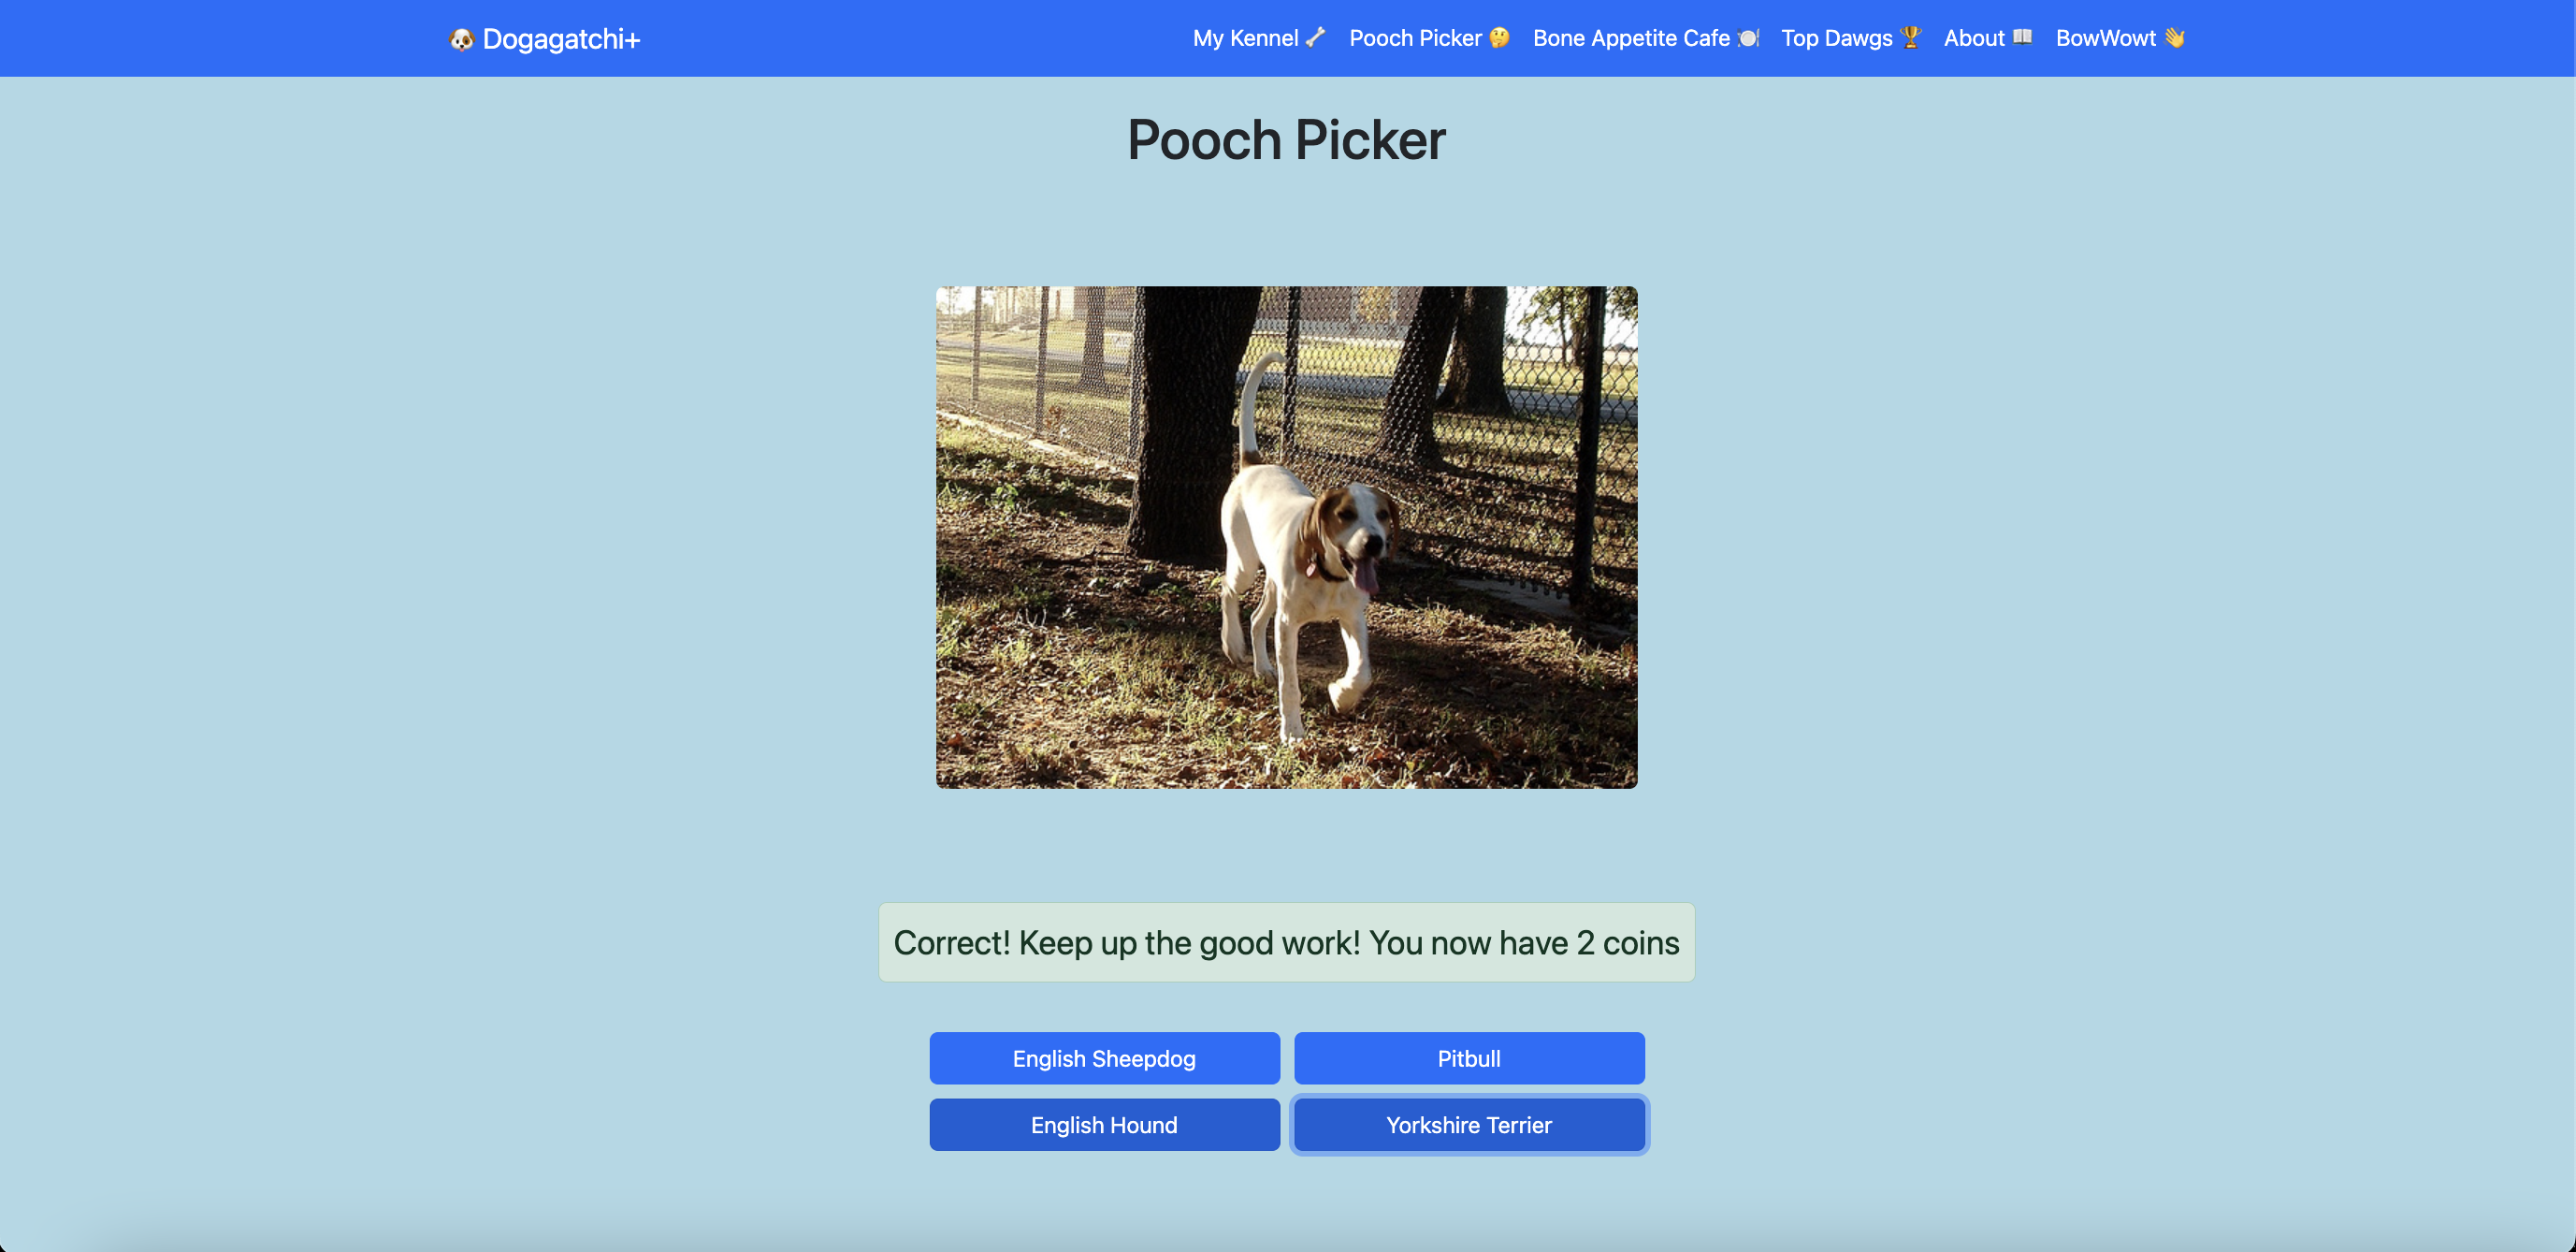 🐶 Dogagatchi+ My Kennel 🦴 Pooch Picker 🤔 Bone Appetite Cafe 🍽️ Top Dawgs 🏆 About 📖 BowWowt 👋
Pooch Picker
Correct! Keep up the good work! You now have 2 coins
English Sheepdog Pitbull
English Hound Yorkshire Terrier